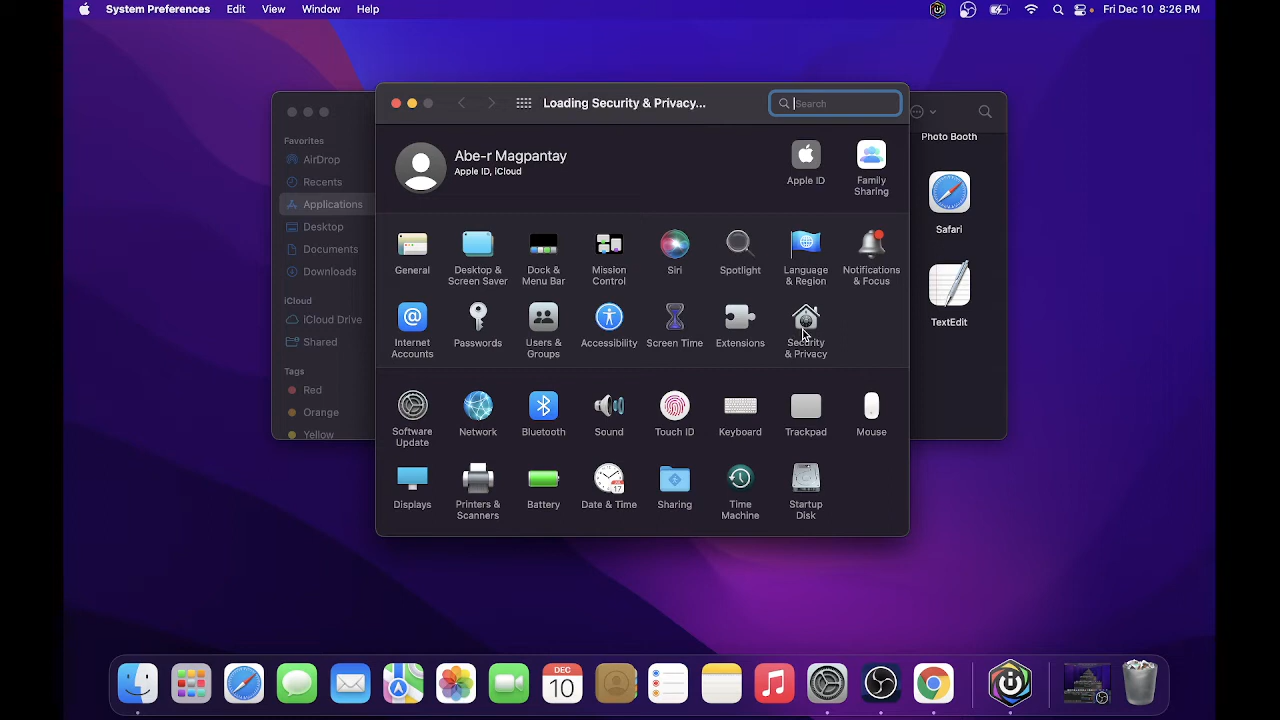 System Preferences Edit View Window Help
Fri Dec 10 8:26 PM
Loading Security & Privacy...
Search
Abe-r Magpantay
Apple ID, iCloud
Apple ID
Family
Sharing
General
Desktop &
Screen Saver
Dock &
Menu Bar
Mission
Control
Siri
Spotlight
Language
& Region
Notifications
& Focus
Internet
Accounts
Passwords
Users &
Groups
Accessibility
Screen Time
Extensions
Security
& Privacy
Software
Update
Network
Bluetooth
Sound
Touch ID
Keyboard
Trackpad
Mouse
Displays
Printers &
Scanners
Battery
Date & Time
Sharing
Time
Machine
Startup
Disk
Favorites
AirDrop
Recents
Applications
Desktop
Documents
Downloads
iCloud
iCloud Drive
Shared
Tags
Red
Orange
Yellow
Photo Booth
Safari
TextEdit
17
DEC
10